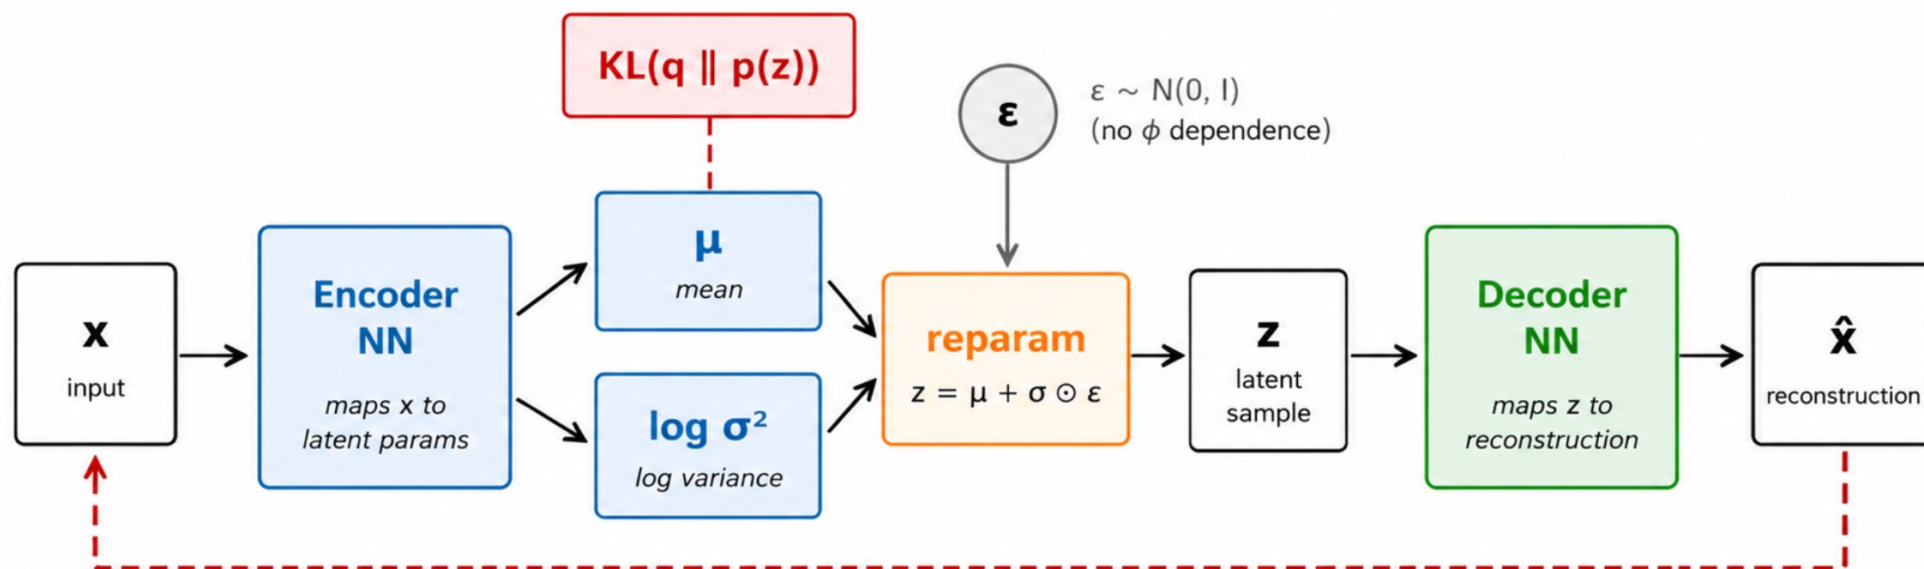 KL(q ∥ p(z))
ε
ε ~ N(0, I)
(no ϕ dependence)
x
input
Encoder
NN
maps x to
latent params
μ
mean
log σ²
log variance
reparam
z = μ + σ ⊙ ε
z
latent
sample
Decoder
NN
maps z to
reconstruction
x̂
reconstruction